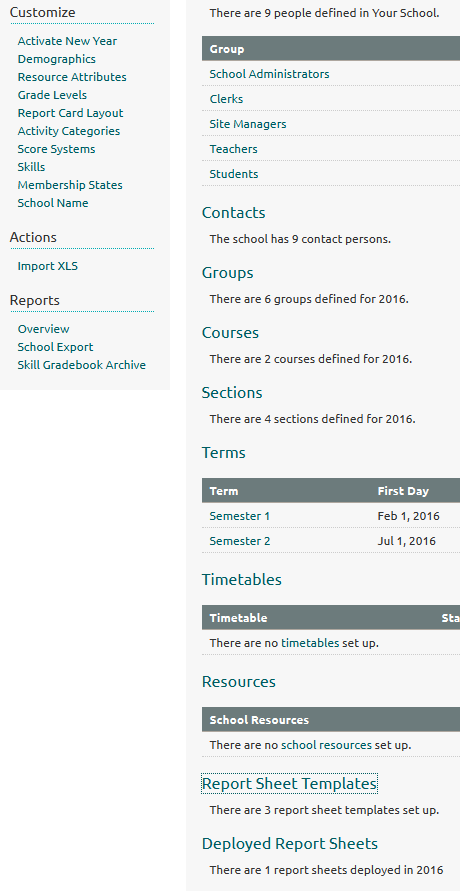 Customize
Activate New Year
Demographics
Resource Attributes
Grade Levels
Report Card Layout
Activity Categories
Score Systems
Skills
Membership States
School Name
Actions
Import XLS
Reports
Overview
School Export
Skill Gradebook Archive
There are 9 people defined in Your School.
Group
School Administrators
Clerks
Site Managers
Teachers
Students
Contacts
The school has 9 contact persons.
Groups
There are 6 groups defined for 2016.
Courses
There are 2 courses defined for 2016.
Sections
There are 4 sections defined for 2016.
Terms
Term First Day
Semester 1 Feb 1, 2016
Semester 2 Jul 1, 2016
Timetables
Timetable Sta
There are no timetables set up.
Resources
School Resources
There are no school resources set up.
Report Sheet Templates
There are 3 report sheet templates set up.
Deployed Report Sheets
There are 1 report sheets deployed in 2016